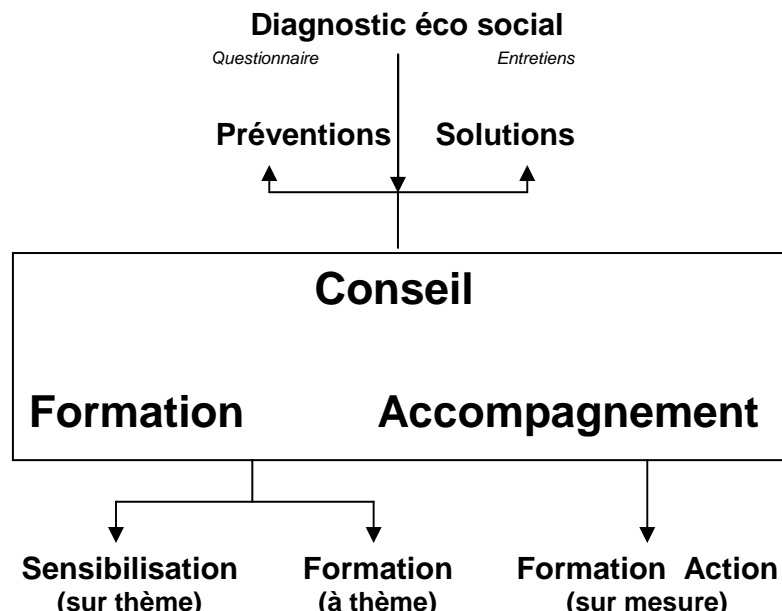 Diagnostic éco social
Questionnaire Entretiens
Préventions Solutions
Conseil
Formation Accompagnement
Sensibilisation Formation Formation Action
(sur thème) (à thème) (sur mesure)